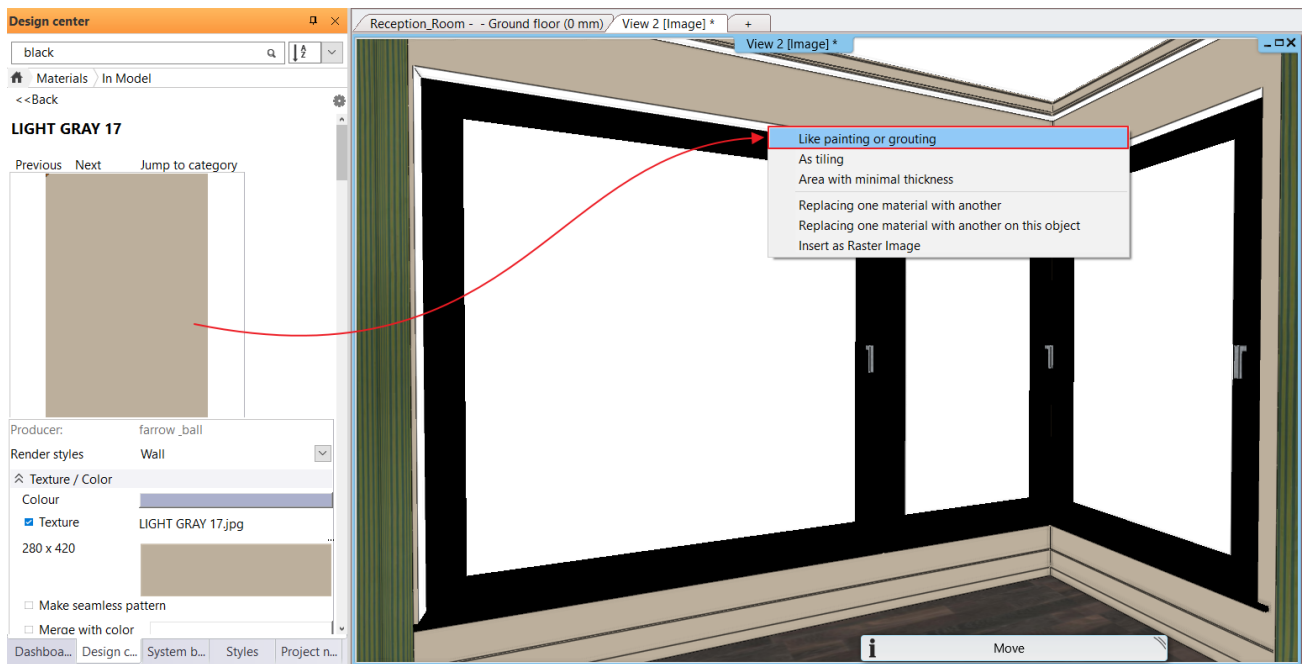 Design center
black
Materials
In Model
<<Back
LIGHT GRAY 17
Previous Next Jump to category
Producer: farrow _ball
Render styles Wall
Texture / Color
Colour
Texture LIGHT GRAY 17.jpg
280 x 420
...
Make seamless pattern
Merge with color
Dashboa... Design c... System b... Styles Project n...
Reception_Room - - Ground floor (0 mm) View 2 [Image] * +
View 2 [Image] *
Like painting or grouting
As tiling
Area with minimal thickness
Replacing one material with another
Replacing one material with another on this object
Insert as Raster Image
i Move